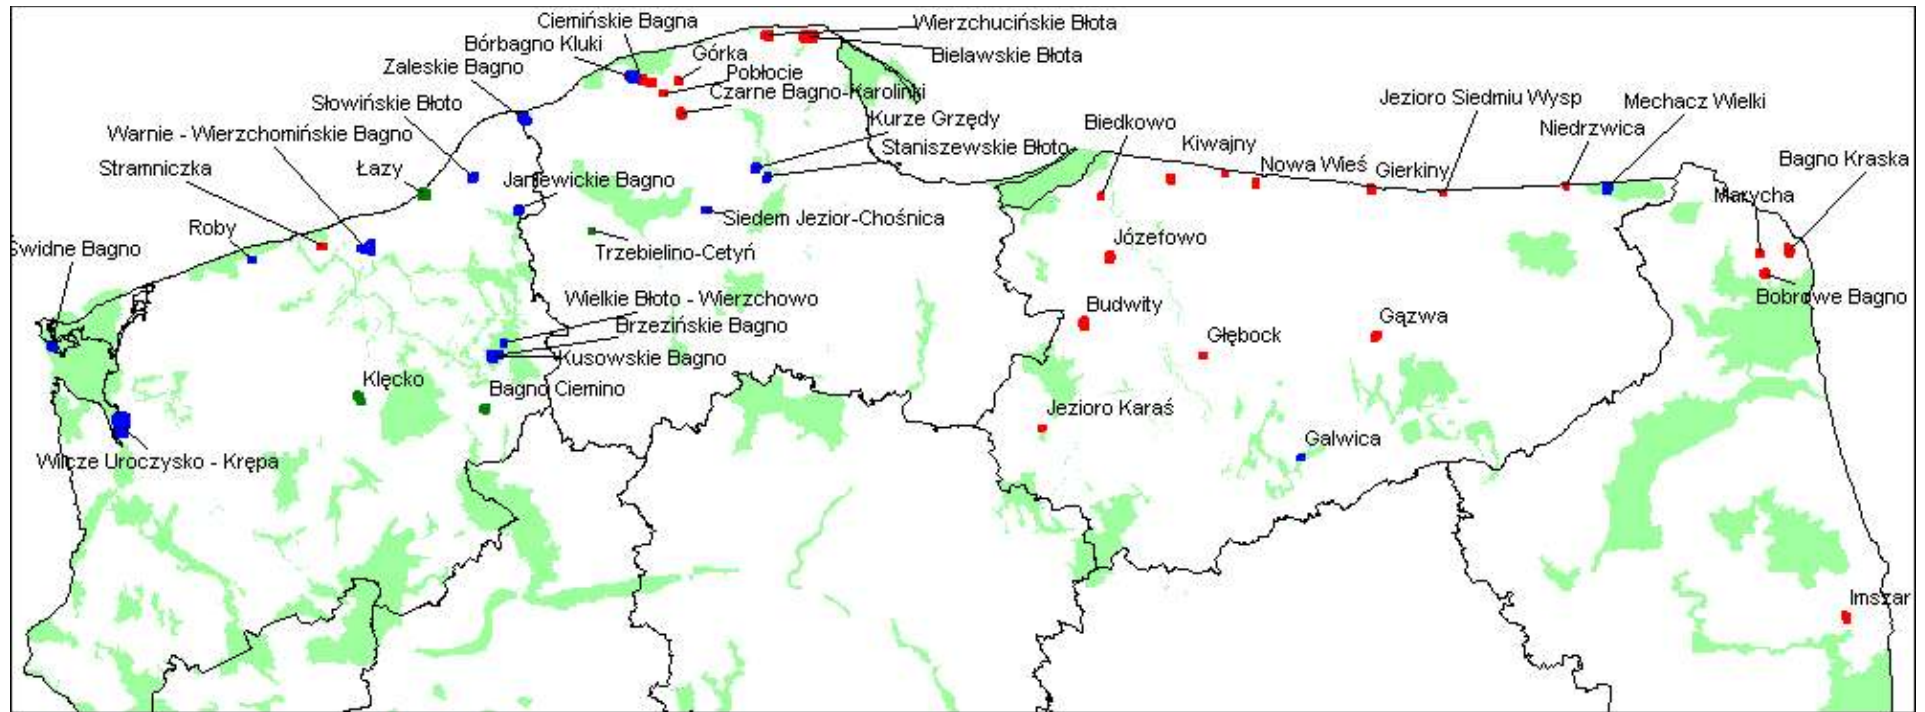 Ciemińskie Bagna
Wierzchucińskie Błota
Bórbagno Kluki
Górka
Bielawskie Błota
Zaleskie Bagno
Pobłocie
Czarne Bagno-Karolinki
Słowińskie Błoto
Jezioro Siedmiu Wysp
Mechacz Wielki
Warnie - Wierzchomińskie Bagno
Kurze Grzędy
Biedkowo
Niedrzwica
Stramniczka
Łazy
Staniszewskie Błoto
Kiwajny
Nowa Wieś
Gierkiny
Bagno Kraska
Janiewickie Bagno
Marycha
Roby
Siedem Jezior-Chośnica
Świdne Bagno
Trzebielino-Cetyń
Józefowo
Wielkie Błoto - Wierzchowo
Budwity
Bobrowe Bagno
Brzezińskie Bagno
Głębock
Gązwa
Kusowskie Bagno
Klęcko
Bagno Ciemino
Jezioro Karaś
Galwica
Wilcze Uroczysko - Krępa
Imszar